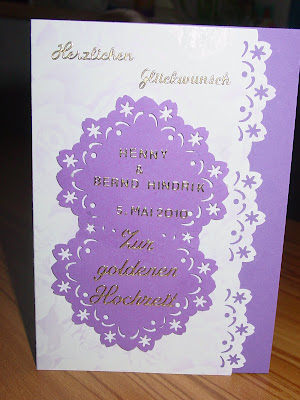 Herzlichen
Glückwunsch
HENNY
&
BERND HINDRIK
5. MAI 2010
Zur
goldenen
Hochzeit